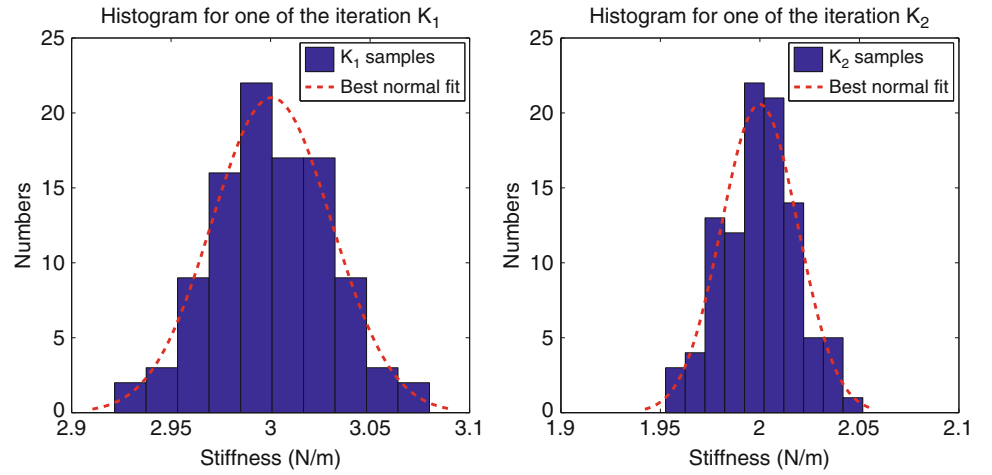 Histogram for one of the iteration K₁
25
20
15
10
5
0
Numbers
K₁ samples
Best normal fit
2.9 2.95 3 3.05 3.1
Stiffness (N/m)
Histogram for one of the iteration K₂
25
20
15
10
5
0
Numbers
K₂ samples
Best normal fit
1.9 1.95 2 2.05 2.1
Stiffness (N/m)